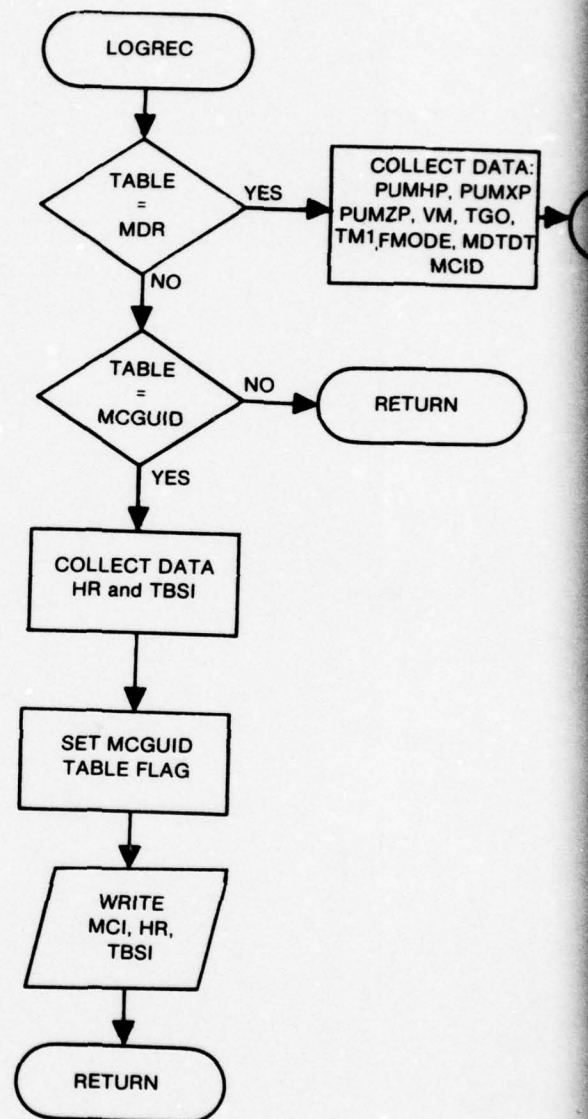 LOGREC
TABLE
=
MDR
YES
COLLECT DATA:
PUMHP, PUMXP
PUMZP, VM, TGO,
TM1,FMODE, MDTDT
MCID
NO
TABLE
=
MCGUID
NO
RETURN
YES
COLLECT DATA
HR and TBSI
SET MCGUID
TABLE FLAG
WRITE
MCI, HR,
TBSI
RETURN